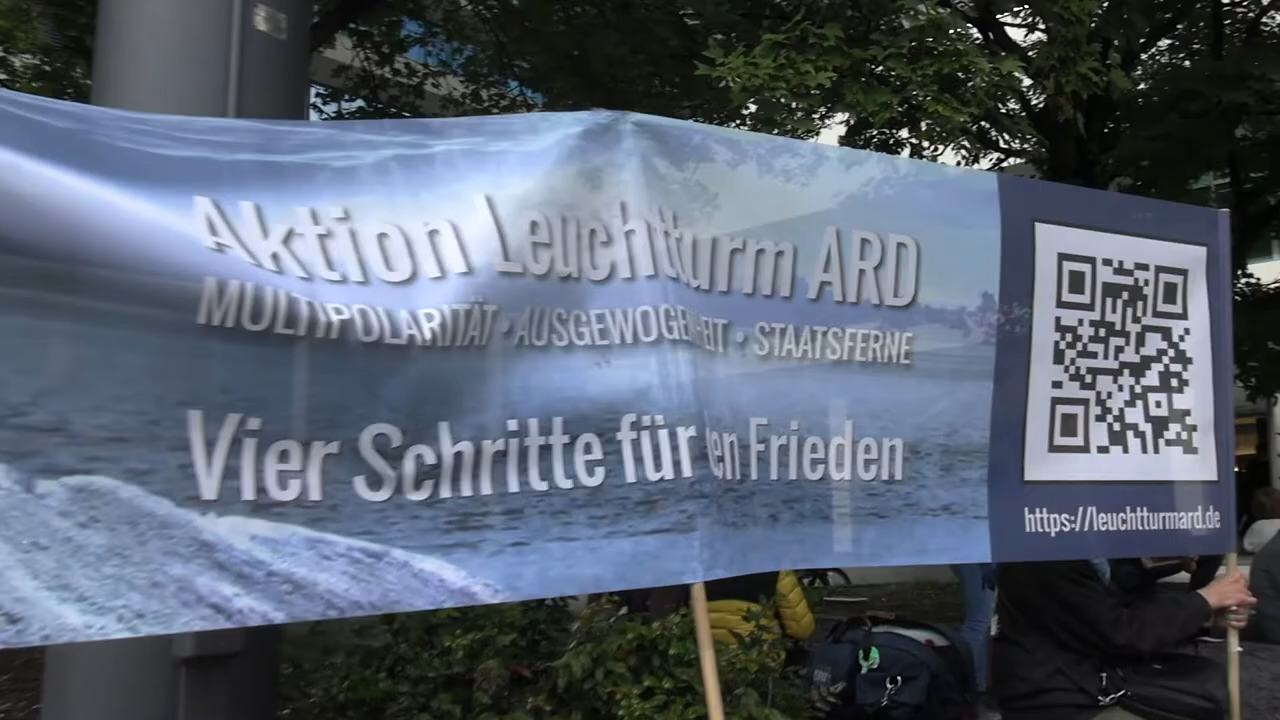 Aktion Leuchtturm ARD
MULTIPOLARITÄT · AUSGEWOGENHEIT · STAATSFERNE
Vier Schritte für den Frieden
https://leuchtturmard.de